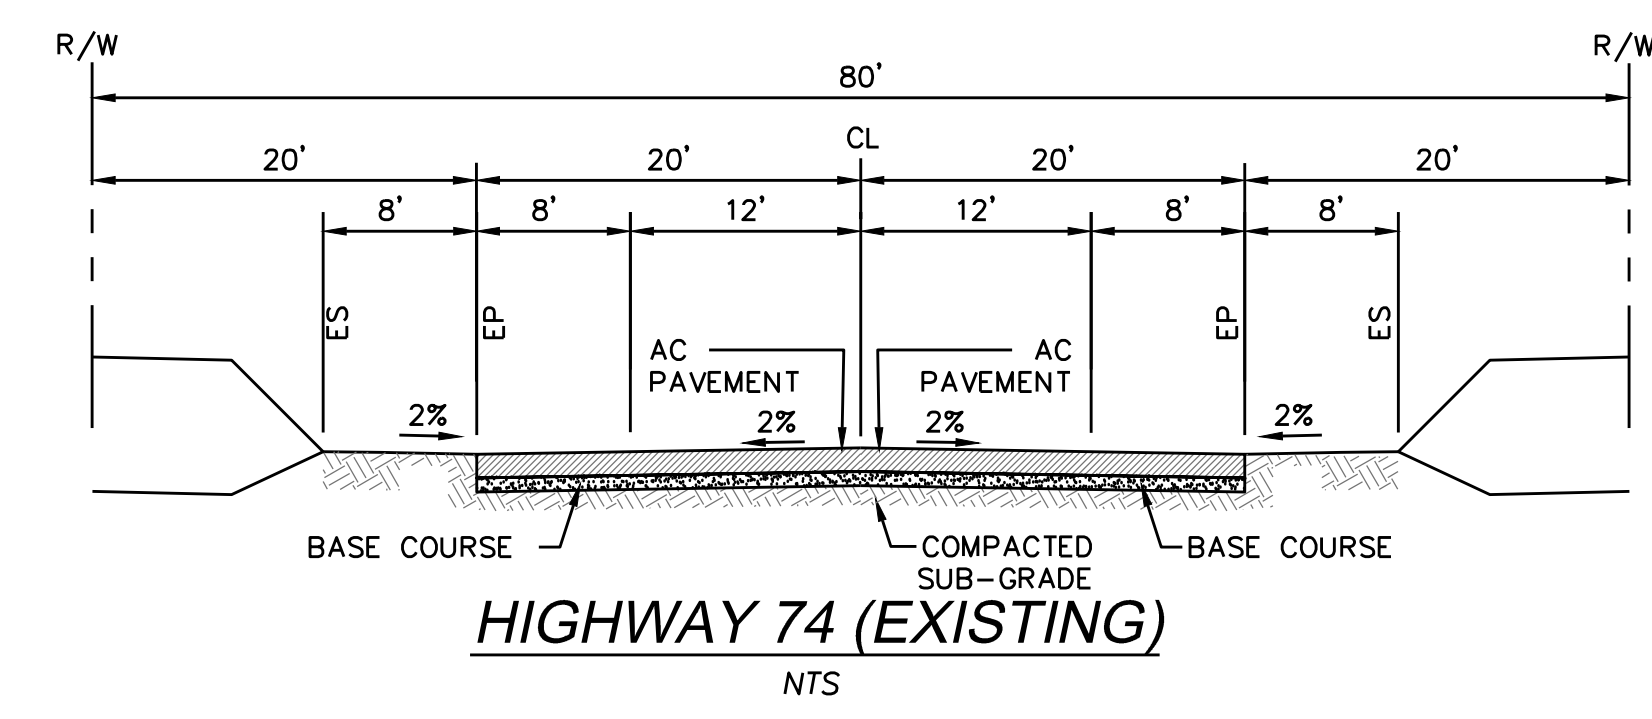 R/W
R/W
80'
CL
20'
20'
20'
20'
8'
8'
12'
12'
8'
8'
ES
EP
EP
ES
AC
PAVEMENT
AC
PAVEMENT
2%
2%
2%
2%
BASE COURSE
COMPACTED
SUB-GRADE
BASE COURSE
HIGHWAY 74 (EXISTING)
NTS